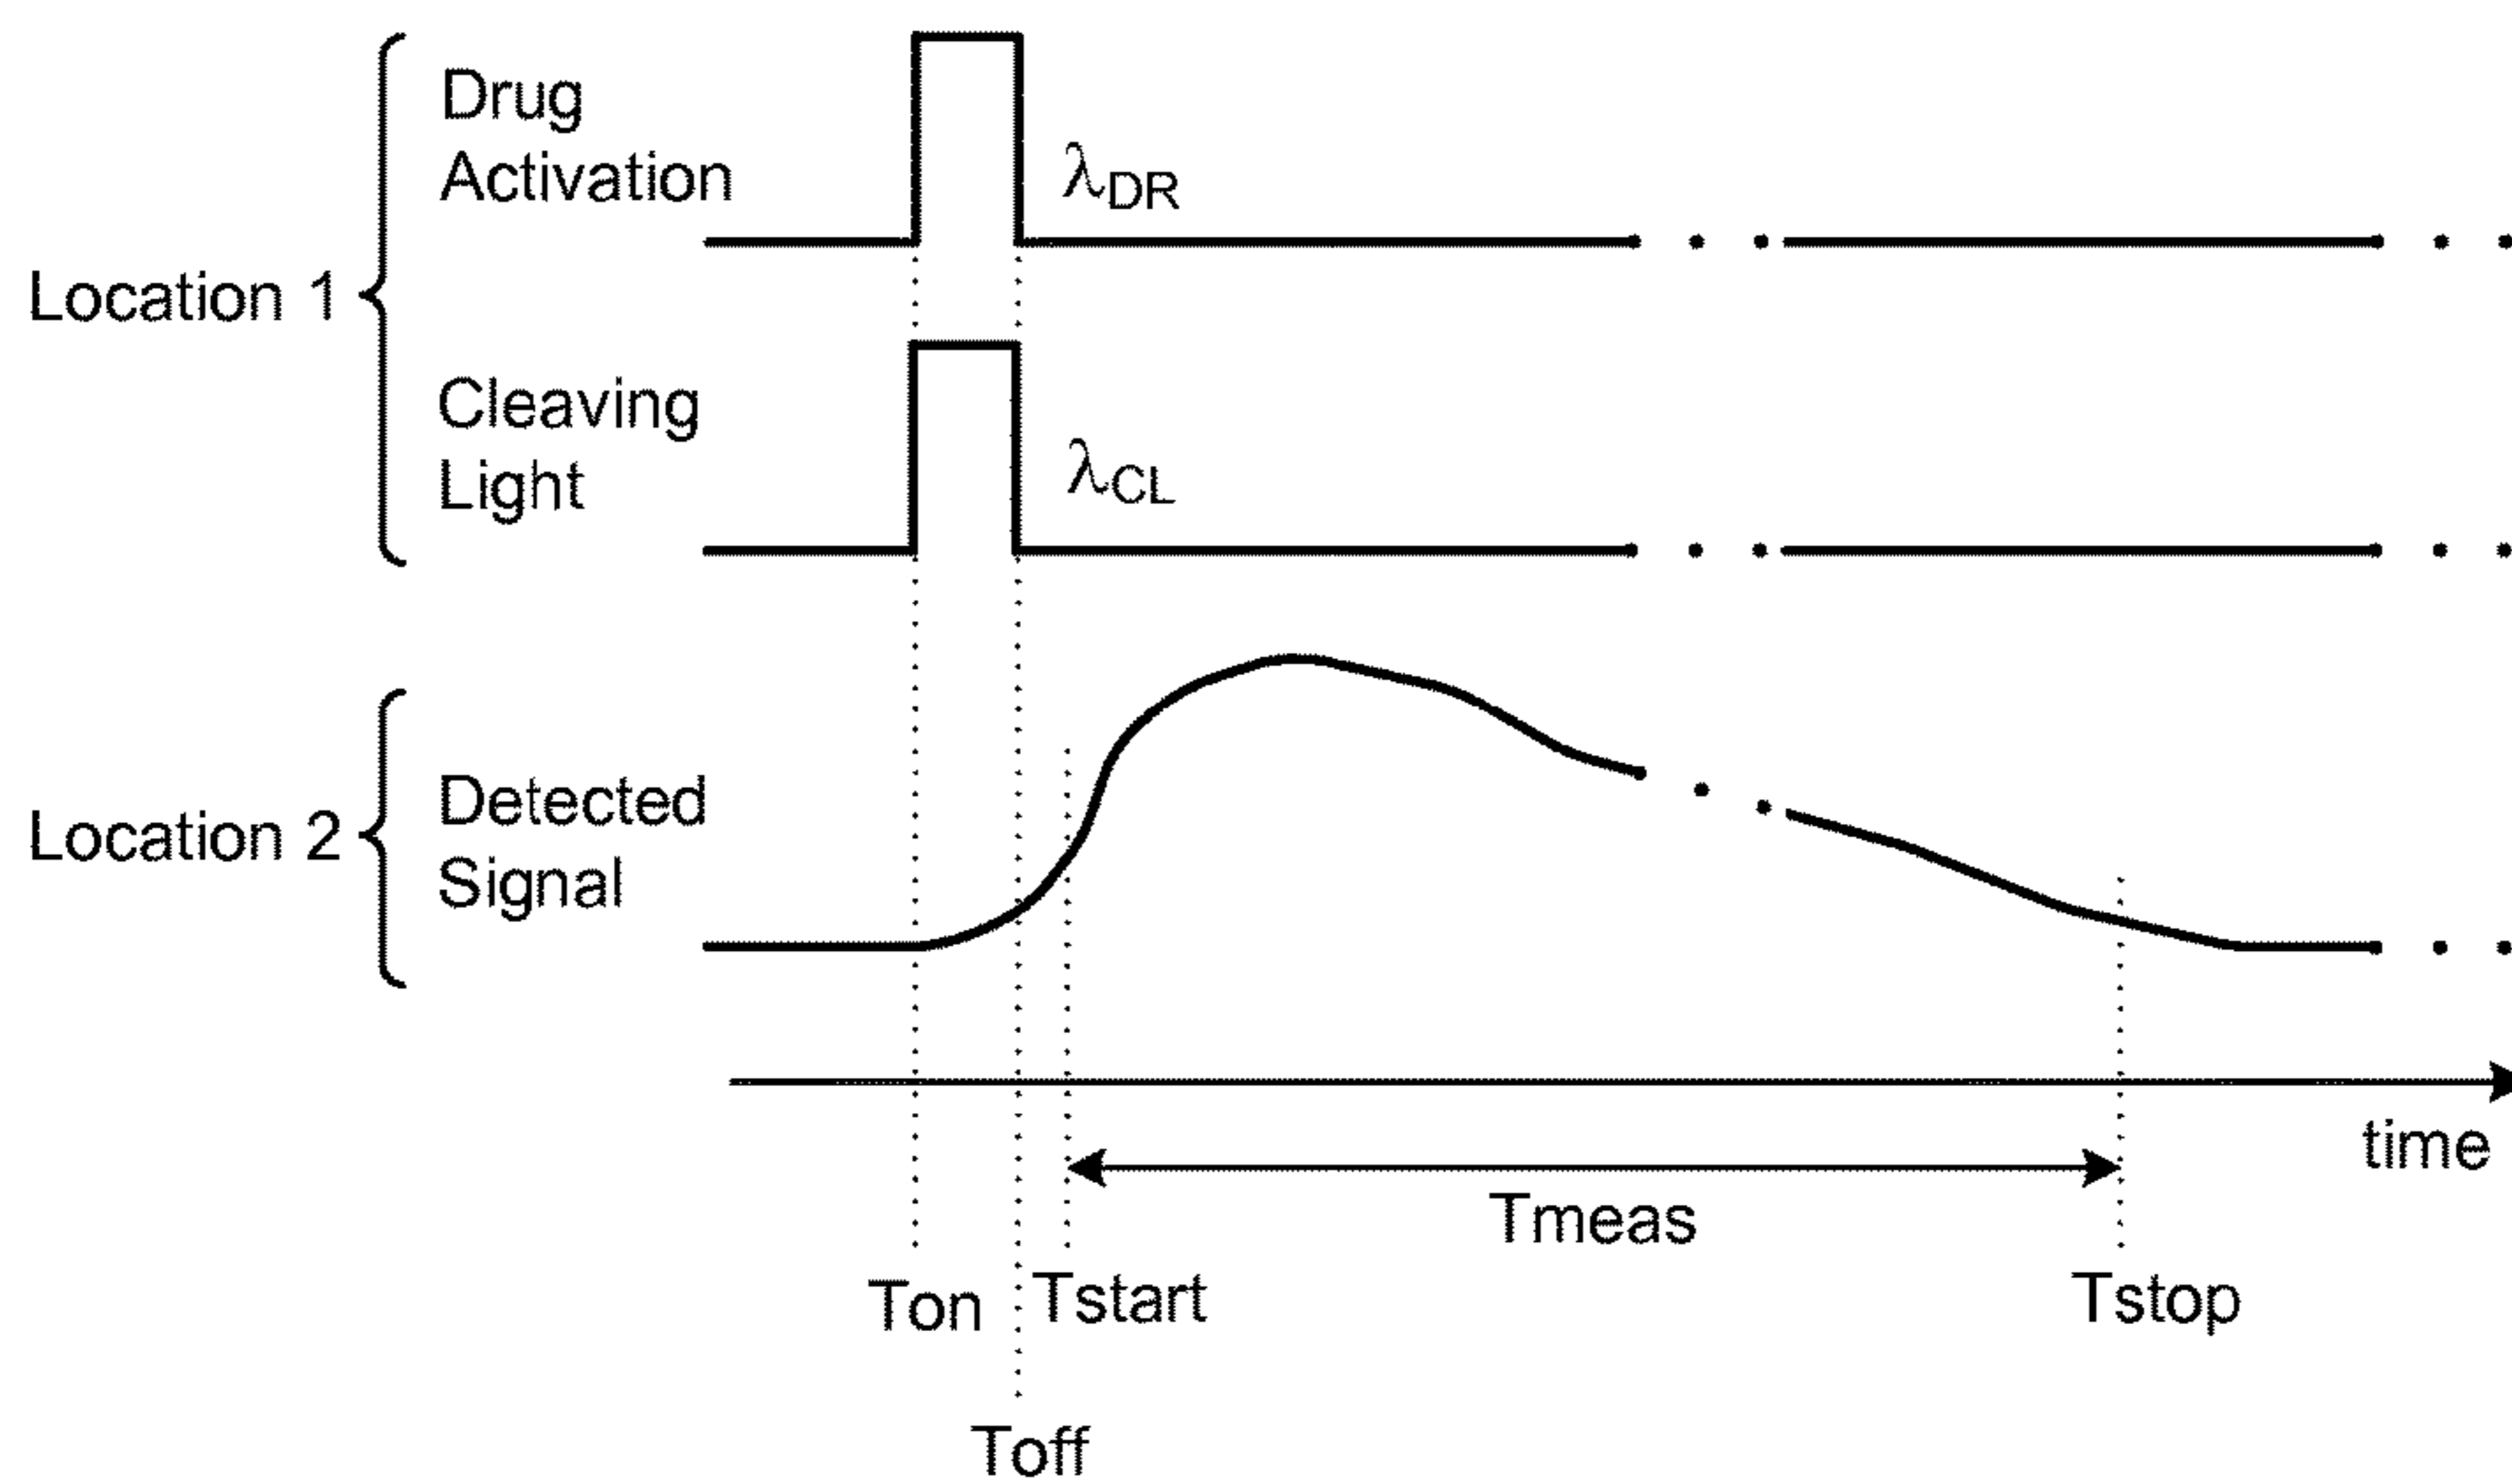 Drug
Activation
λDR
Location 1
Cleaving
Light
λCL
Detected
Signal
Location 2
time
Tmeas
Ton
Tstart
Tstop
Toff